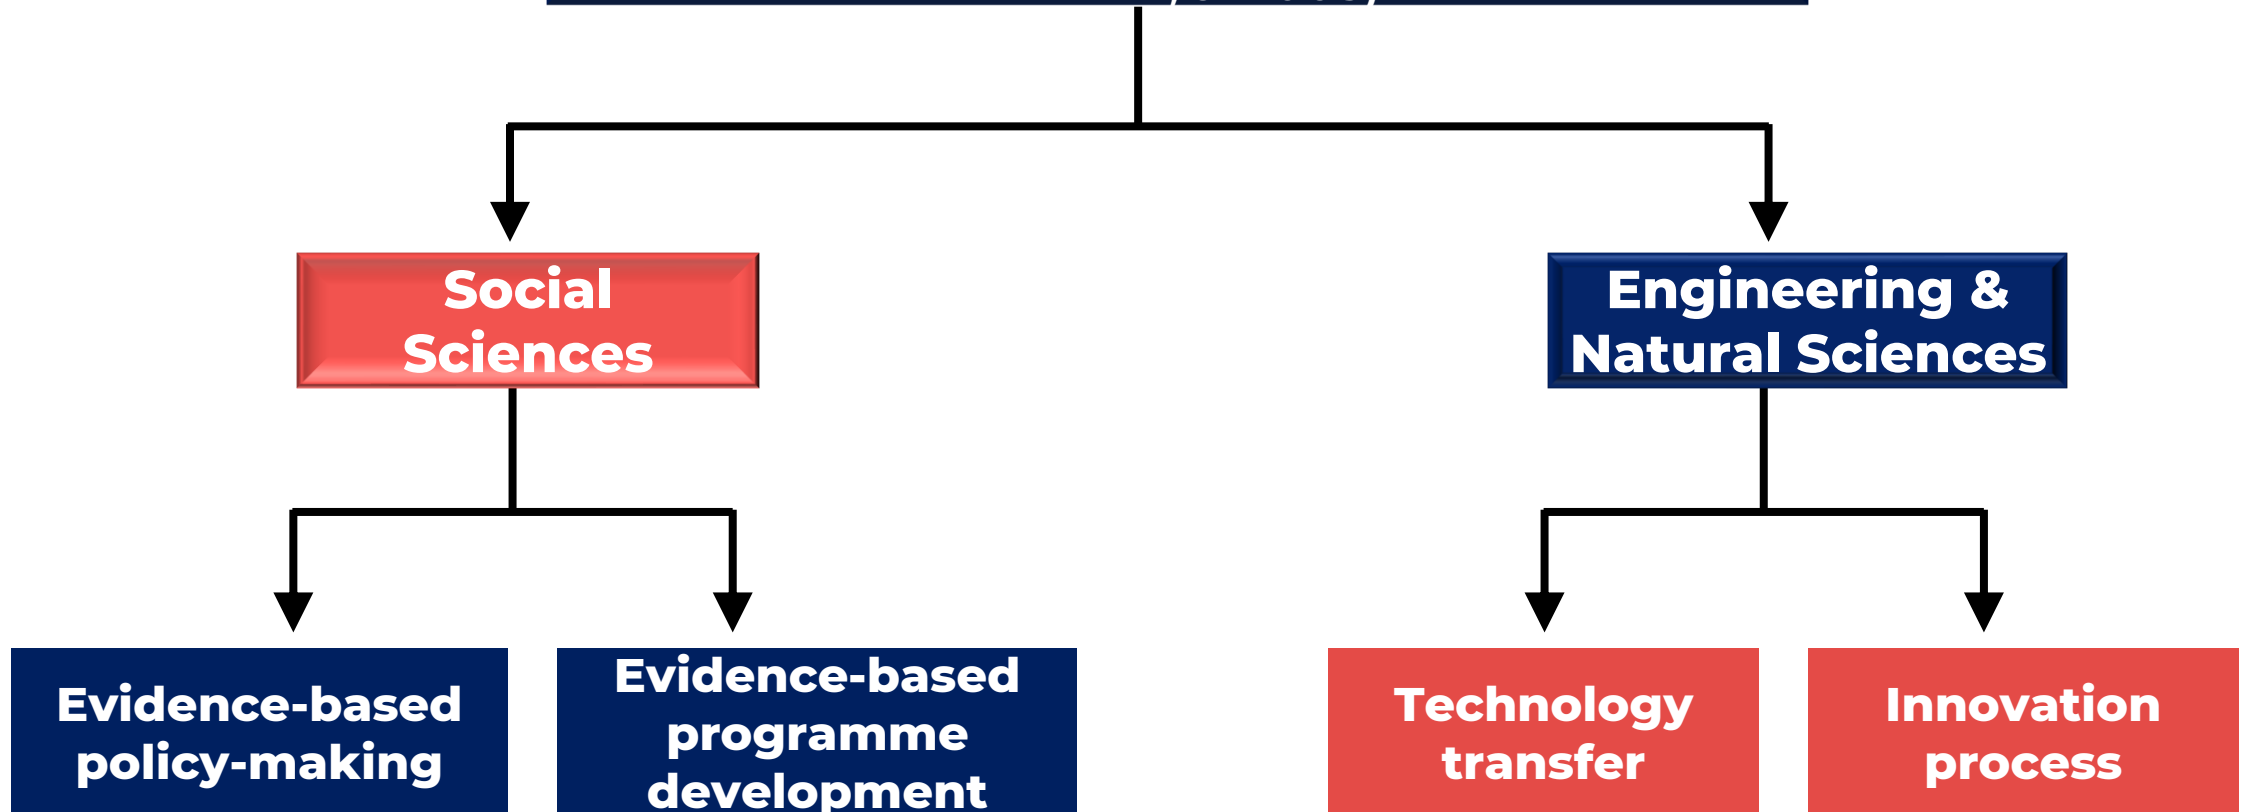 Social
Sciences
Engineering &
Natural Sciences
Evidence-based
policy-making
Evidence-based
programme
development
Technology
transfer
Innovation
process